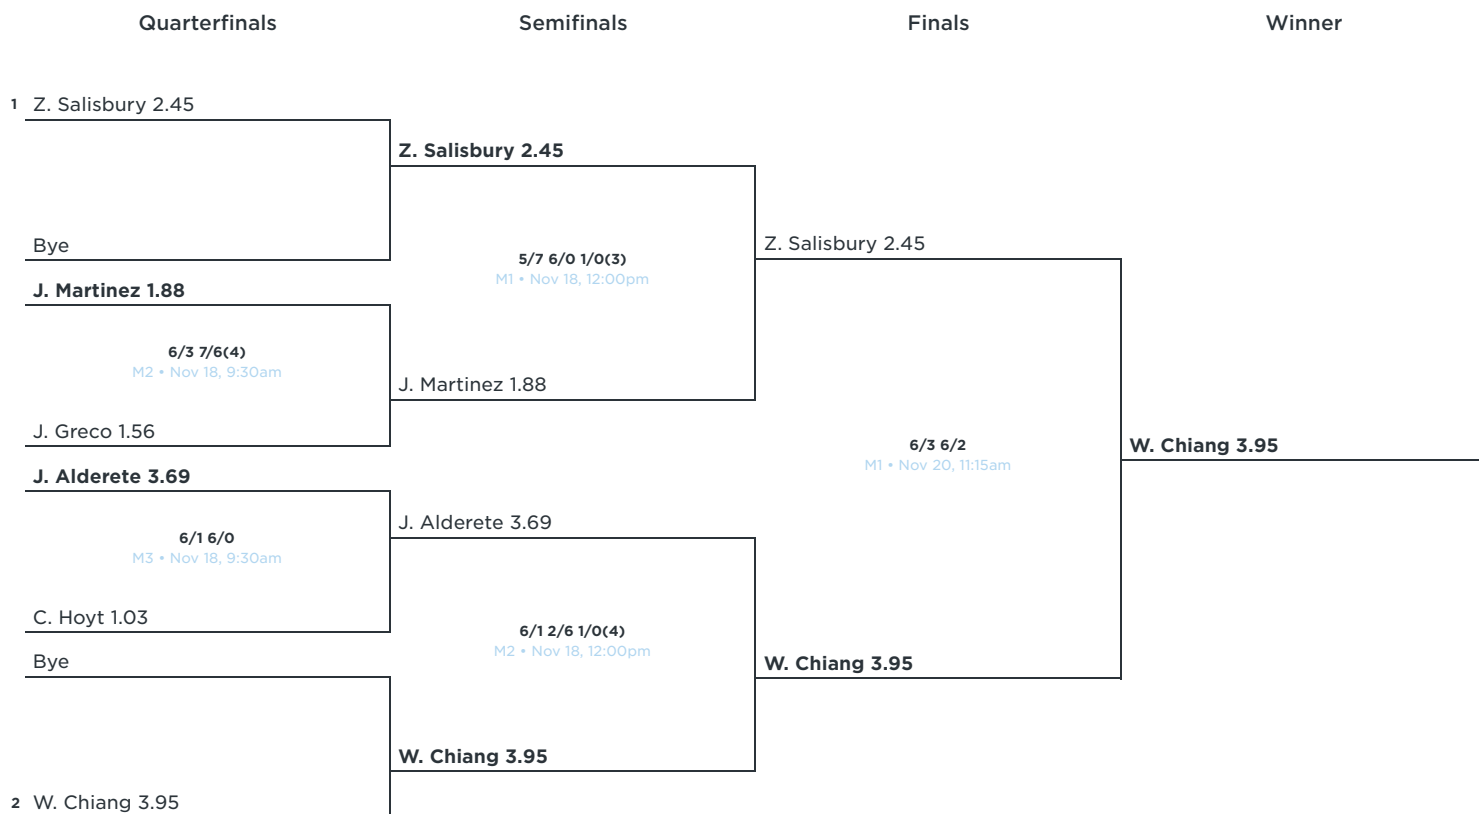 Quarterfinals
Semifinals
Finals
Winner
1 Z. Salisbury 2.45
Bye
J. Martinez 1.88
6/3 7/6(4)
M2 • Nov 18, 9:30am
J. Greco 1.56
J. Alderete 3.69
6/1 6/0
M3 • Nov 18, 9:30am
C. Hoyt 1.03
Bye
2 W. Chiang 3.95
Z. Salisbury 2.45
5/7 6/0 1/0(3)
M1 • Nov 18, 12:00pm
J. Martinez 1.88
J. Alderete 3.69
6/1 2/6 1/0(4)
M2 • Nov 18, 12:00pm
W. Chiang 3.95
Z. Salisbury 2.45
6/3 6/2
M1 • Nov 20, 11:15am
W. Chiang 3.95
W. Chiang 3.95